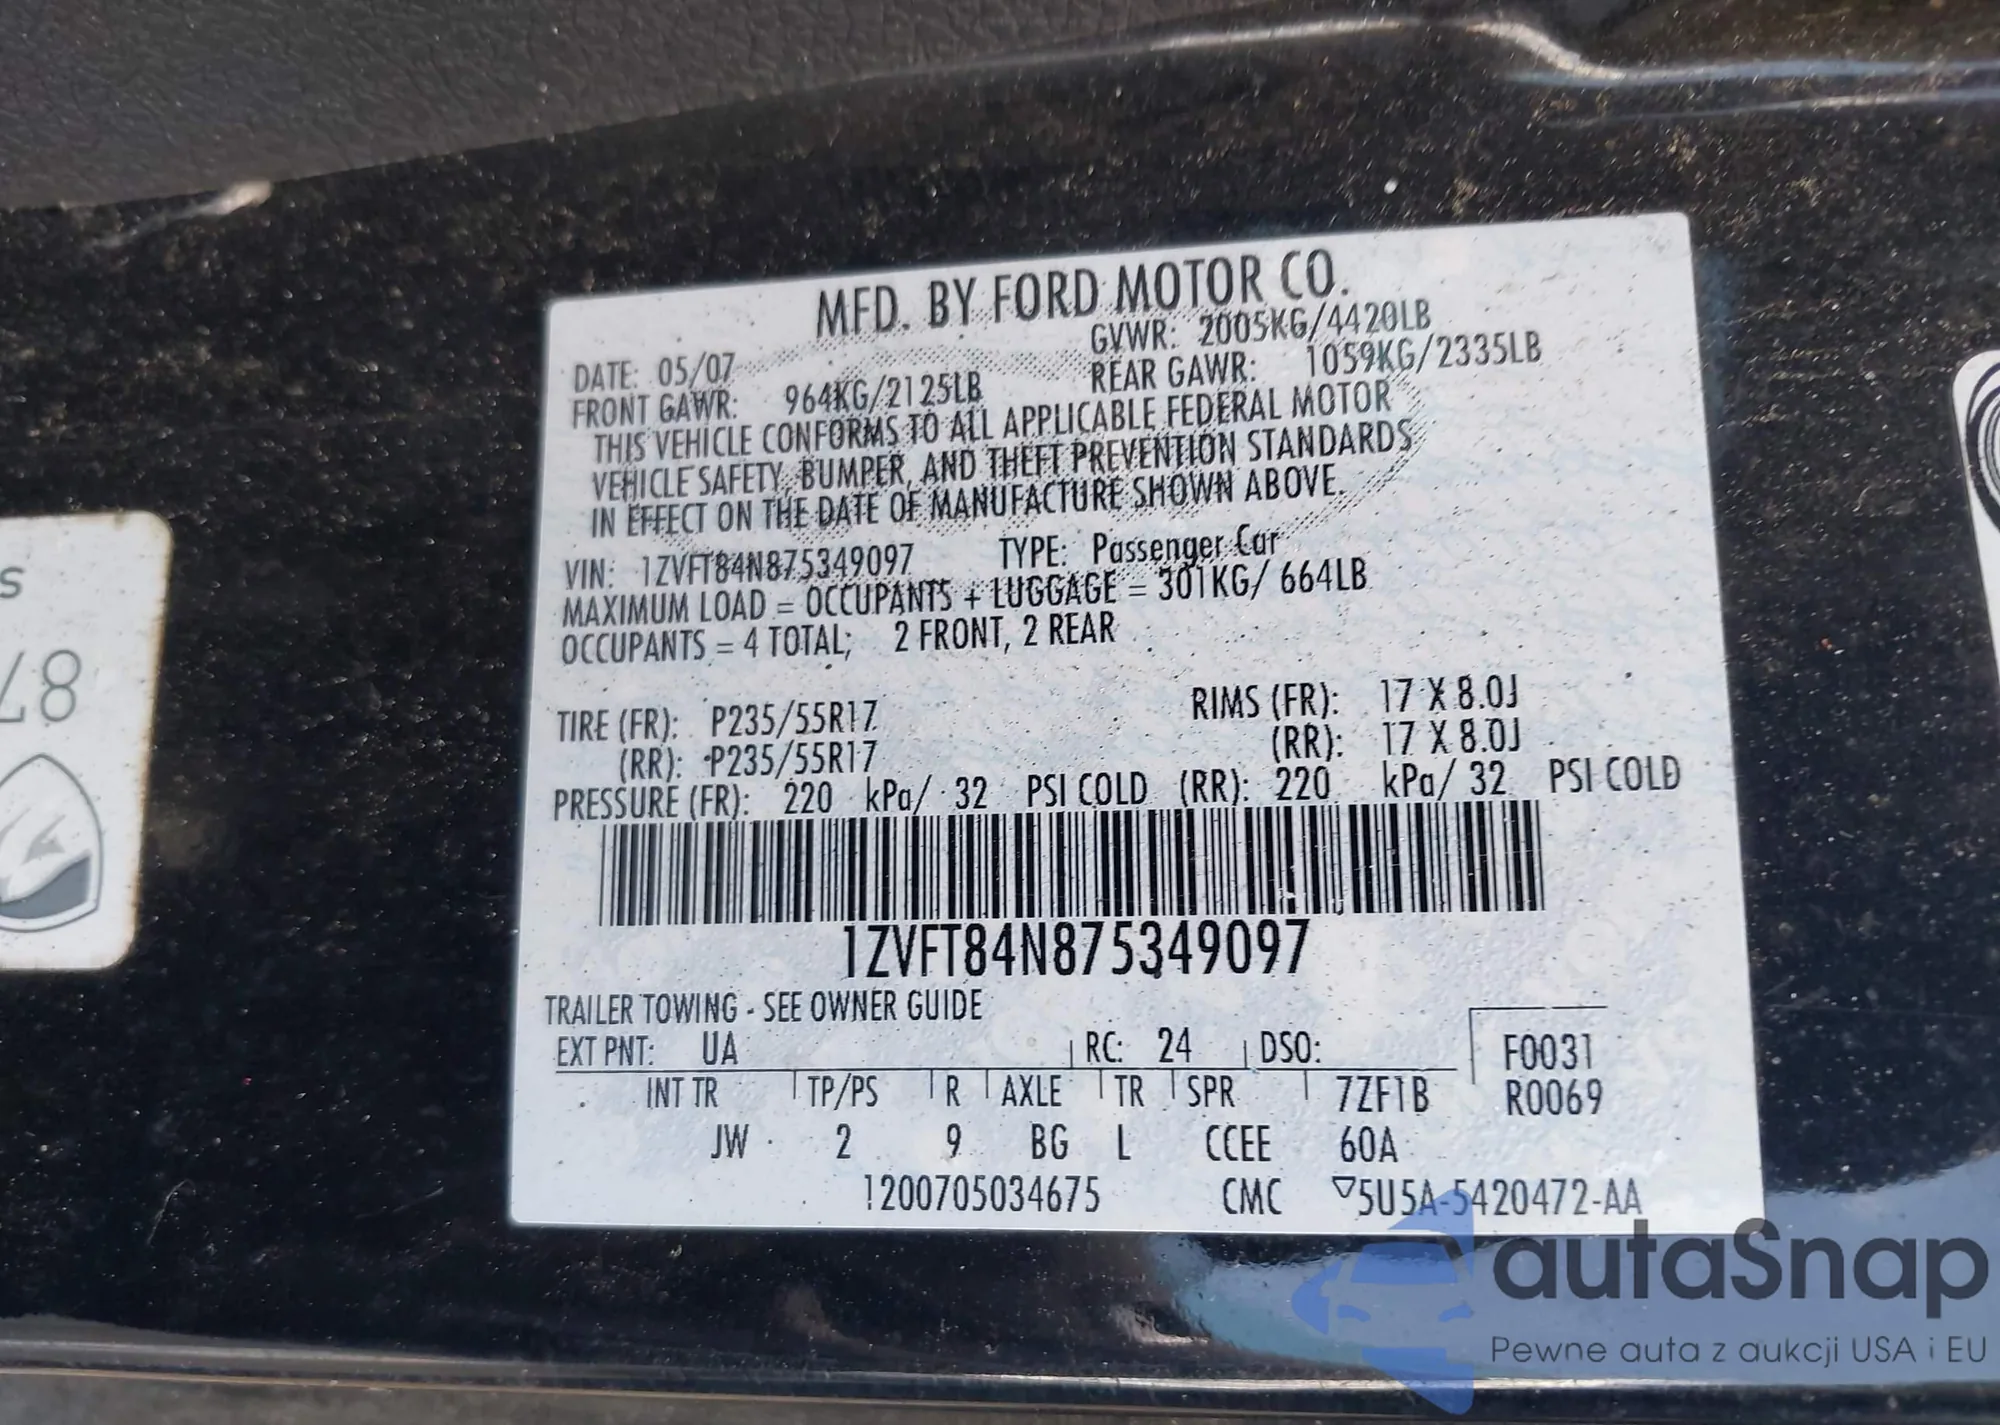 MFD. BY FORD MOTOR CO.
DATE: 05/07 GVWR: 2005KG/4420LB
FRONT GAWR: 964KG/2125LB REAR GAWR: 1059KG/2335LB
THIS VEHICLE CONFORMS TO ALL APPLICABLE FEDERAL MOTOR
VEHICLE SAFETY, BUMPER, AND THEFT PREVENTION STANDARDS
IN EFFECT ON THE DATE OF MANUFACTURE SHOWN ABOVE.
VIN: 1ZVFT84N875349097 TYPE: Passenger Car
MAXIMUM LOAD = OCCUPANTS + LUGGAGE = 301KG/ 664LB
OCCUPANTS = 4 TOTAL; 2 FRONT, 2 REAR
TIRE (FR): P235/55R17 RIMS (FR): 17 X 8.0J
(RR): P235/55R17 (RR): 17 X 8.0J
PRESSURE (FR): 220 kPa/ 32 PSI COLD (RR): 220 kPa/ 32 PSI COLD
1ZVFT84N875349097
TRAILER TOWING - SEE OWNER GUIDE
EXT PNT: UA RC: 24 DSO: F0031
INT TR TP/PS R AXLE TR SPR 7ZF1B R0069
JW 2 9 BG L CCEE 60A
1200705034675 CMC ▽5U5A-5420472-AA
s
78
autaSnap
Pewne auta z aukcji USA i EU